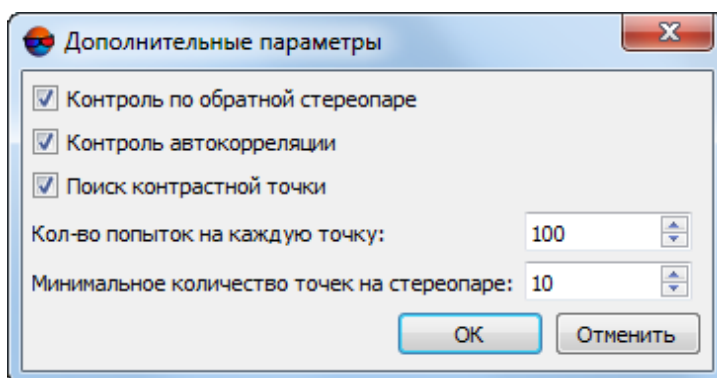 Дополнительные параметры
Контроль по обратной стереопаре
Контроль автокорреляции
Поиск контрастной точки
Кол-во попыток на каждую точку: 100
Минимальное количество точек на стереопаре: 10
OK Отменить